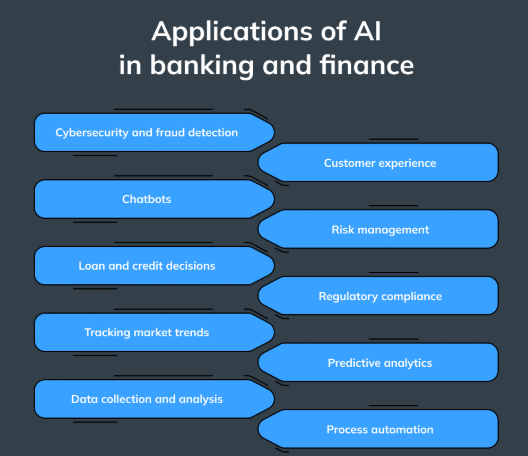 Applications of AI
in banking and finance
Cybersecurity and fraud detection
Customer experience
Chatbots
Risk management
Loan and credit decisions
Regulatory compliance
Tracking market trends
Predictive analytics
Data collection and analysis
Process automation